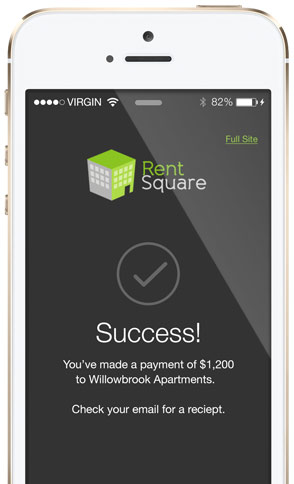 VIRGIN 82%
Full Site
Rent
Square
Success!
You've made a payment of $1,200
to Willowbrook Apartments.
Check your email for a reciept.